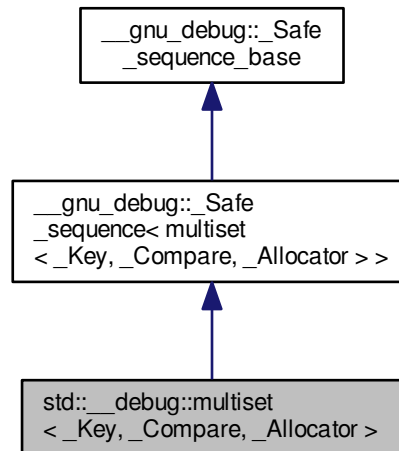 __gnu_debug::_Safe
_sequence_base
__gnu_debug::_Safe
_sequence< multiset
< _Key, _Compare, _Allocator > >
std::__debug::multiset
< _Key, _Compare, _Allocator >